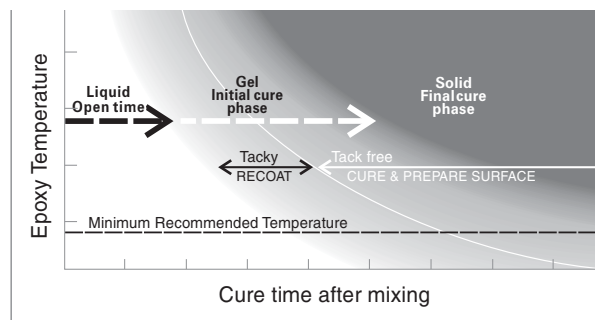 Epoxy Temperature
Liquid
Open time
Gel
Initial cure
phase
Solid
Finalcure
phase
Tacky
RECOAT
Tack free
CURE & PREPARE SURFACE
Minimum Recommended Temperature
Cure time after mixing